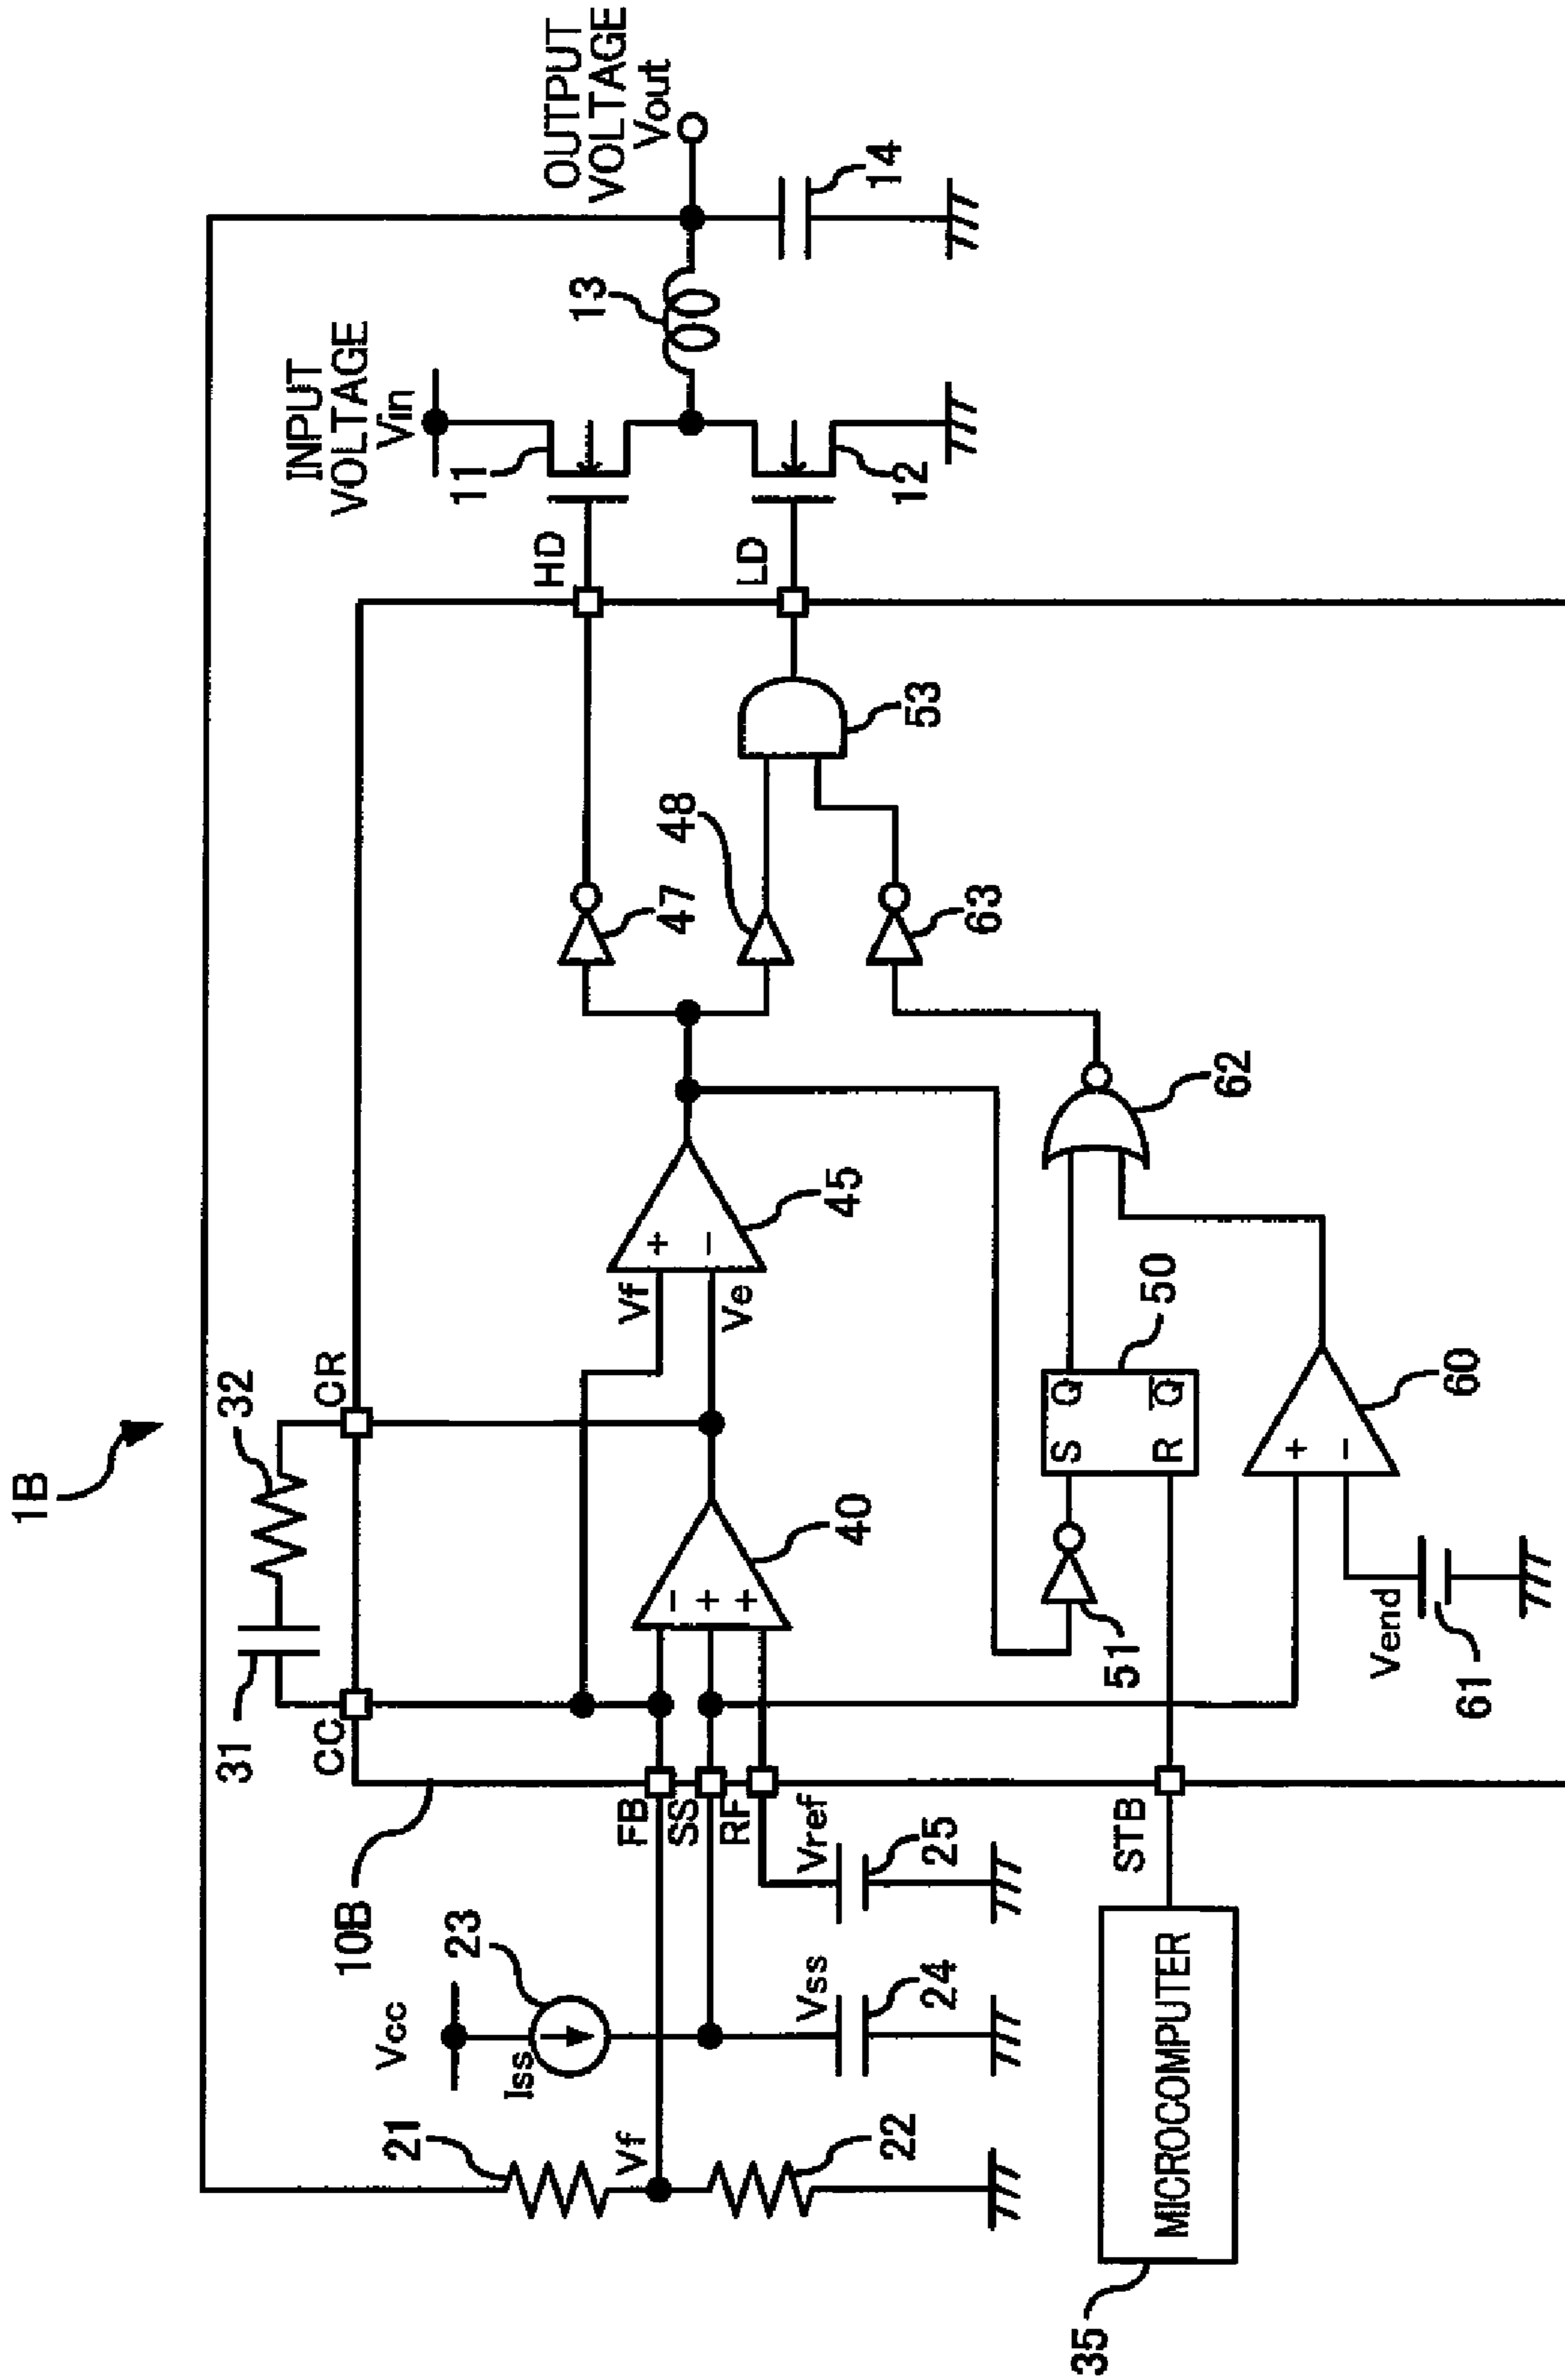 1B
INPUT
VOLTAGE
Vin
OUTPUT
VOLTAGE
Vout
31
32
CC
CR
10B
11
12
13
14
HD
LD
21
22
Vf
Vcc
Iss
23
Vss
24
Vref
25
FB
SS
RF
STB
-
+
+
40
Vf
Ve
+
-
45
47
48
53
63
51
S
Q
R
Q̅
50
62
+
-
60
Vend
61
MICROCOMPUTER
35